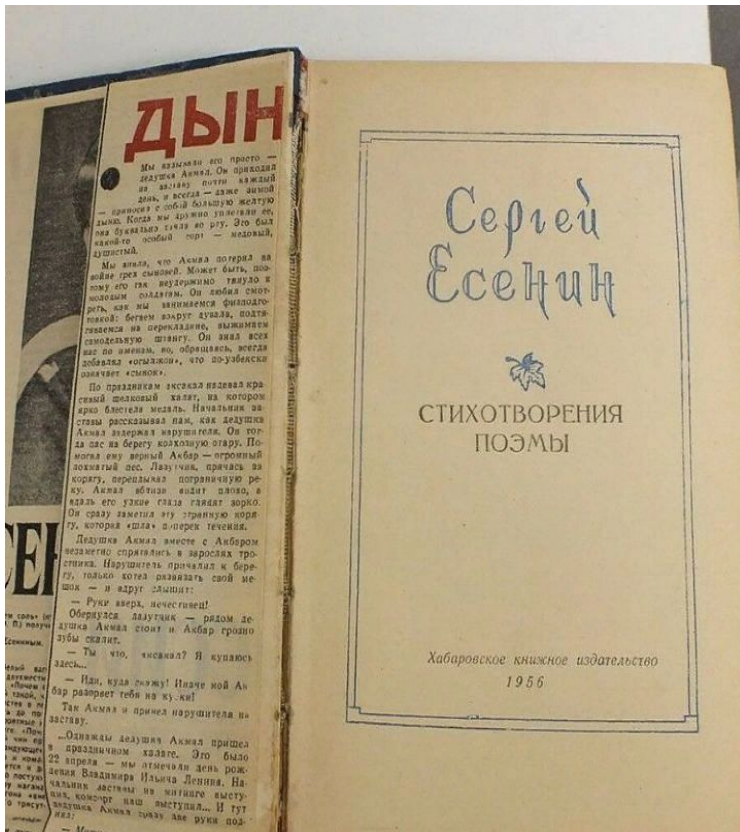 ДЫН
Мы называли его просто —
дедушка Акмал. Он приходил
на заставу почти каждый
день, и всегда — даже зимой
— приносил с собой большую желтую
дыню. Когда мы дружно уплетали ее,
она буквально таяла во рту. Это был
какой-то особый сорт — медовый,
душистый.
Мы знали, что Акмал потерял на
войне трех сыновей. Может быть, поэ-
тому его так неудержимо тянуло к
молодым солдатам. Он любил смот-
реть, как мы занимаемся физподго-
товкой: бегаем вокруг дувала, подтя-
гиваемся на перекладине, выжимаем
самодельную штангу. Он знал всех
нас по именам, но, обращаясь, всегда
добавлял «огылжон», что по-узбекски
означает «сынок».
По праздникам аксакал надевал кра-
сивый шелковый халат, на котором
ярко блестела медаль. Начальник за-
ставы рассказывал нам, как дедушка
Акмал задержал нарушителя. Он тог-
да пас на берегу колхозную отару. По-
могал ему верный Акбар — огромный
лохматый пес. Лазутчик, прячась за
корягу, переплывал пограничную ре-
ку. Акмал вблизи видит плохо, а
вдаль его узкие глаза глядят зорко.
Он сразу заметил эту странную коря-
гу, которая «шла» поперек течения.
Дедушка Акмал вместе с Акбаром
незаметно спрятались в зарослях тро-
стника. Нарушитель причалил к бере-
гу, только хотел развязать свой ме-
шок — и вдруг слышит:
— Руки вверх, нечестивец!
Обернулся лазутчик — рядом де-
душка Акмал стоит и Акбар грозно
зубы скалит.
— Ты что, аксакал? Я купаюсь
здесь...
— Иди, куда скажу! Иначе мой Ак
бар разорвет тебя на куски!
Так Акмал и привел нарушителя на
заставу.
...Однажды дедушка Акмал пришел
в праздничном халате. Это было
22 апреля — мы отмечали день рож-
дения Владимира Ильича Ленина. На-
чальник заставы на митинге высту-
пил, комсорг наш выступил... И тут
дедушка Акмал сразу две руки под-
нял:
СЕН
Есениным.
Сергей
Есенин
СТИХОТВОРЕНИЯ
ПОЭМЫ
Хабаровское книжное издательство
1956